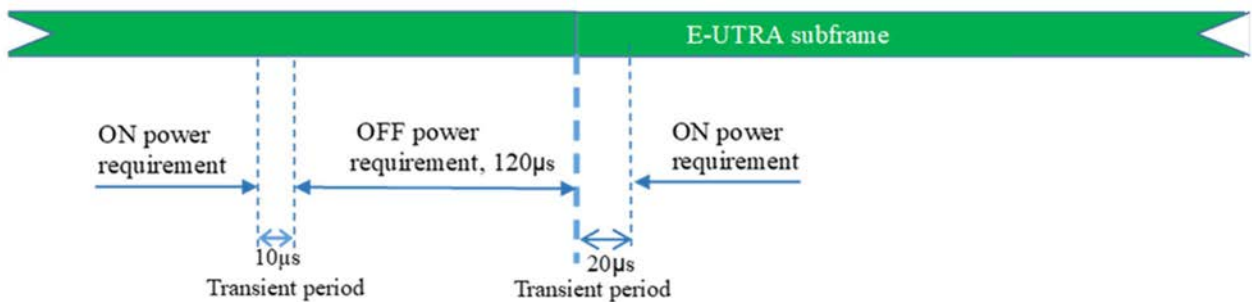 E-UTRA subframe
ON power
requirement
OFF power
requirement, 120μs
ON power
requirement
10μs
Transient period
20μs
Transient period